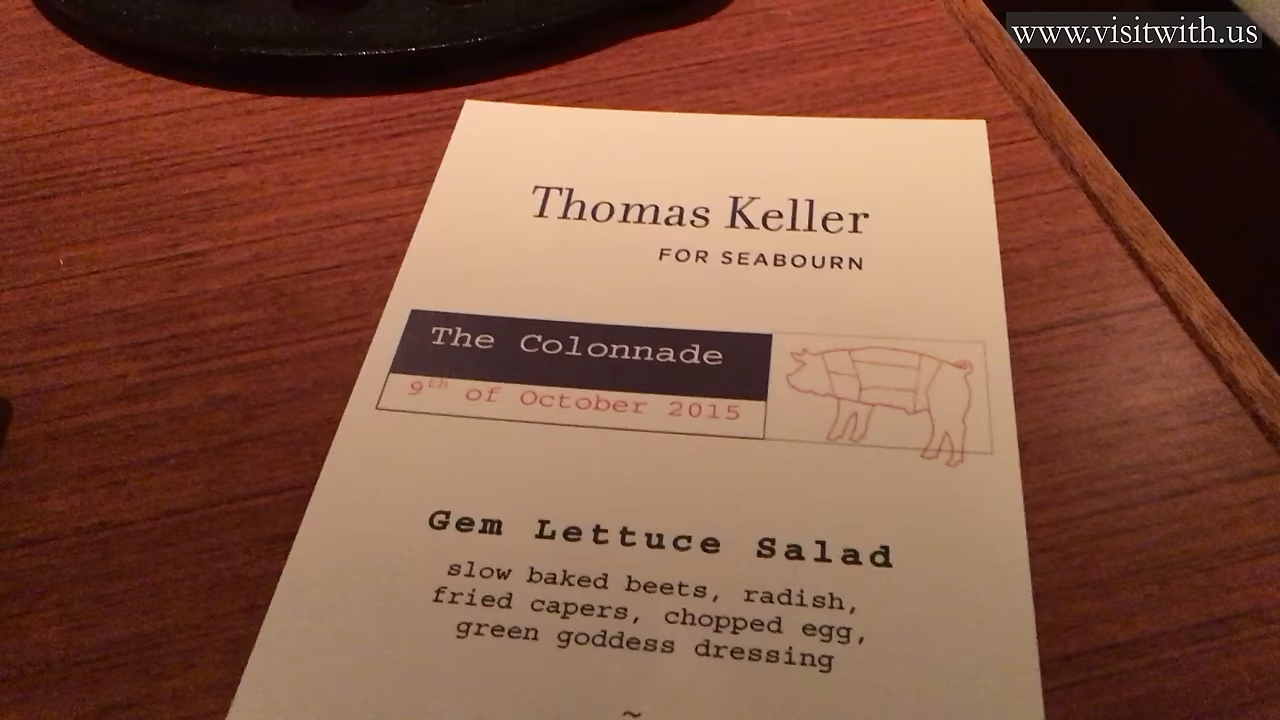 www.visitwith.us
Thomas Keller
FOR SEABOURN
The Colonnade
9th of October 2015
Gem Lettuce Salad
slow baked beets, radish,
fried capers, chopped egg,
green goddess dressing
~